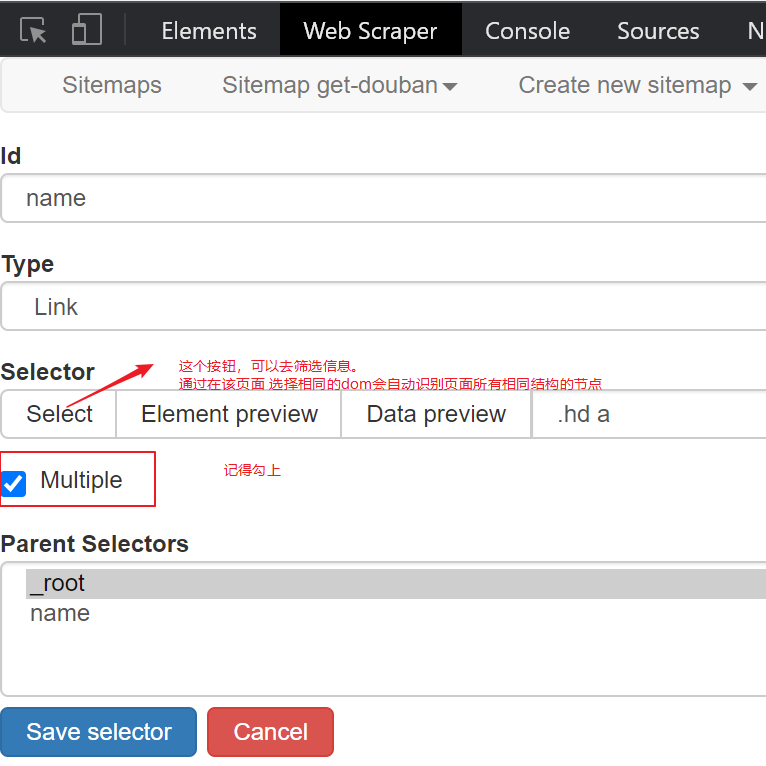 Elements Web Scraper Console Sources N
Sitemaps Sitemap get-douban Create new sitemap
Id
name
Type
Link
Selector
这个按钮，可以去筛选信息。
通过在该页面 选择相同的dom会自动识别页面所有相同结构的节点
Select Element preview Data preview .hd a
Multiple
记得勾上
Parent Selectors
_root
name
Save selector Cancel